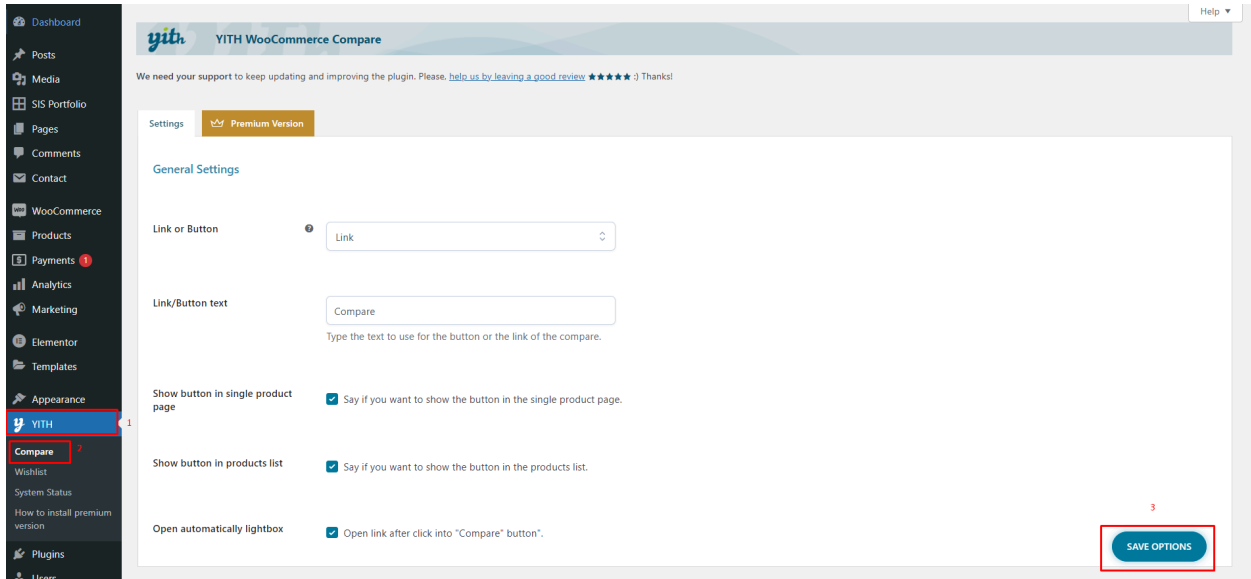 Help ▼
Dashboard
Posts
Media
SIS Portfolio
Pages
Comments
Contact
WooCommerce
Products
Payments 1
Analytics
Marketing
Elementor
Templates
Appearance
YITH
1
Compare
2
Wishlist
System Status
How to install premium
version
Plugins
Users
yith
YITH WooCommerce Compare
We need your support to keep updating and improving the plugin. Please, help us by leaving a good review ★★★★★ :) Thanks!
Settings
Premium Version
General Settings
Link or Button
Link
Link/Button text
Compare
Type the text to use for the button or the link of the compare.
Show button in single product
page
Say if you want to show the button in the single product page.
Show button in products list
Say if you want to show the button in the products list.
Open automatically lightbox
Open link after click into "Compare" button".
3
SAVE OPTIONS